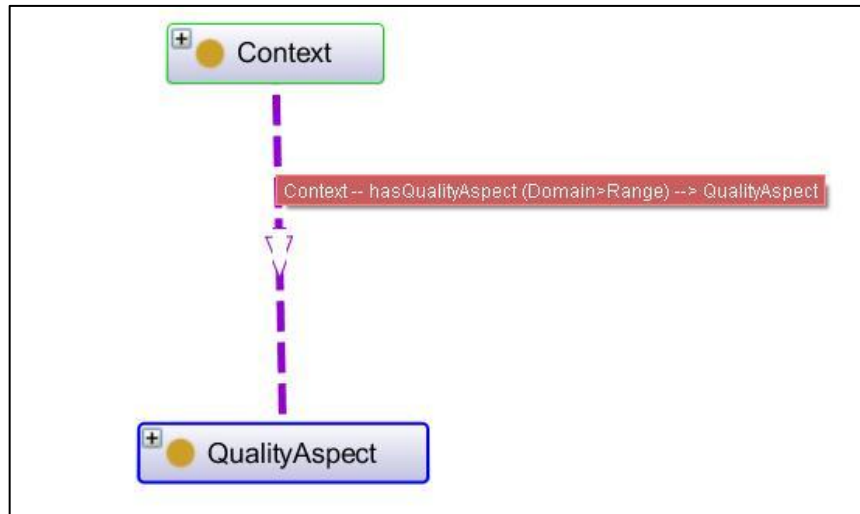 Context
Context -- hasQualityAspect (Domain>Range) --> QualityAspect
QualityAspect